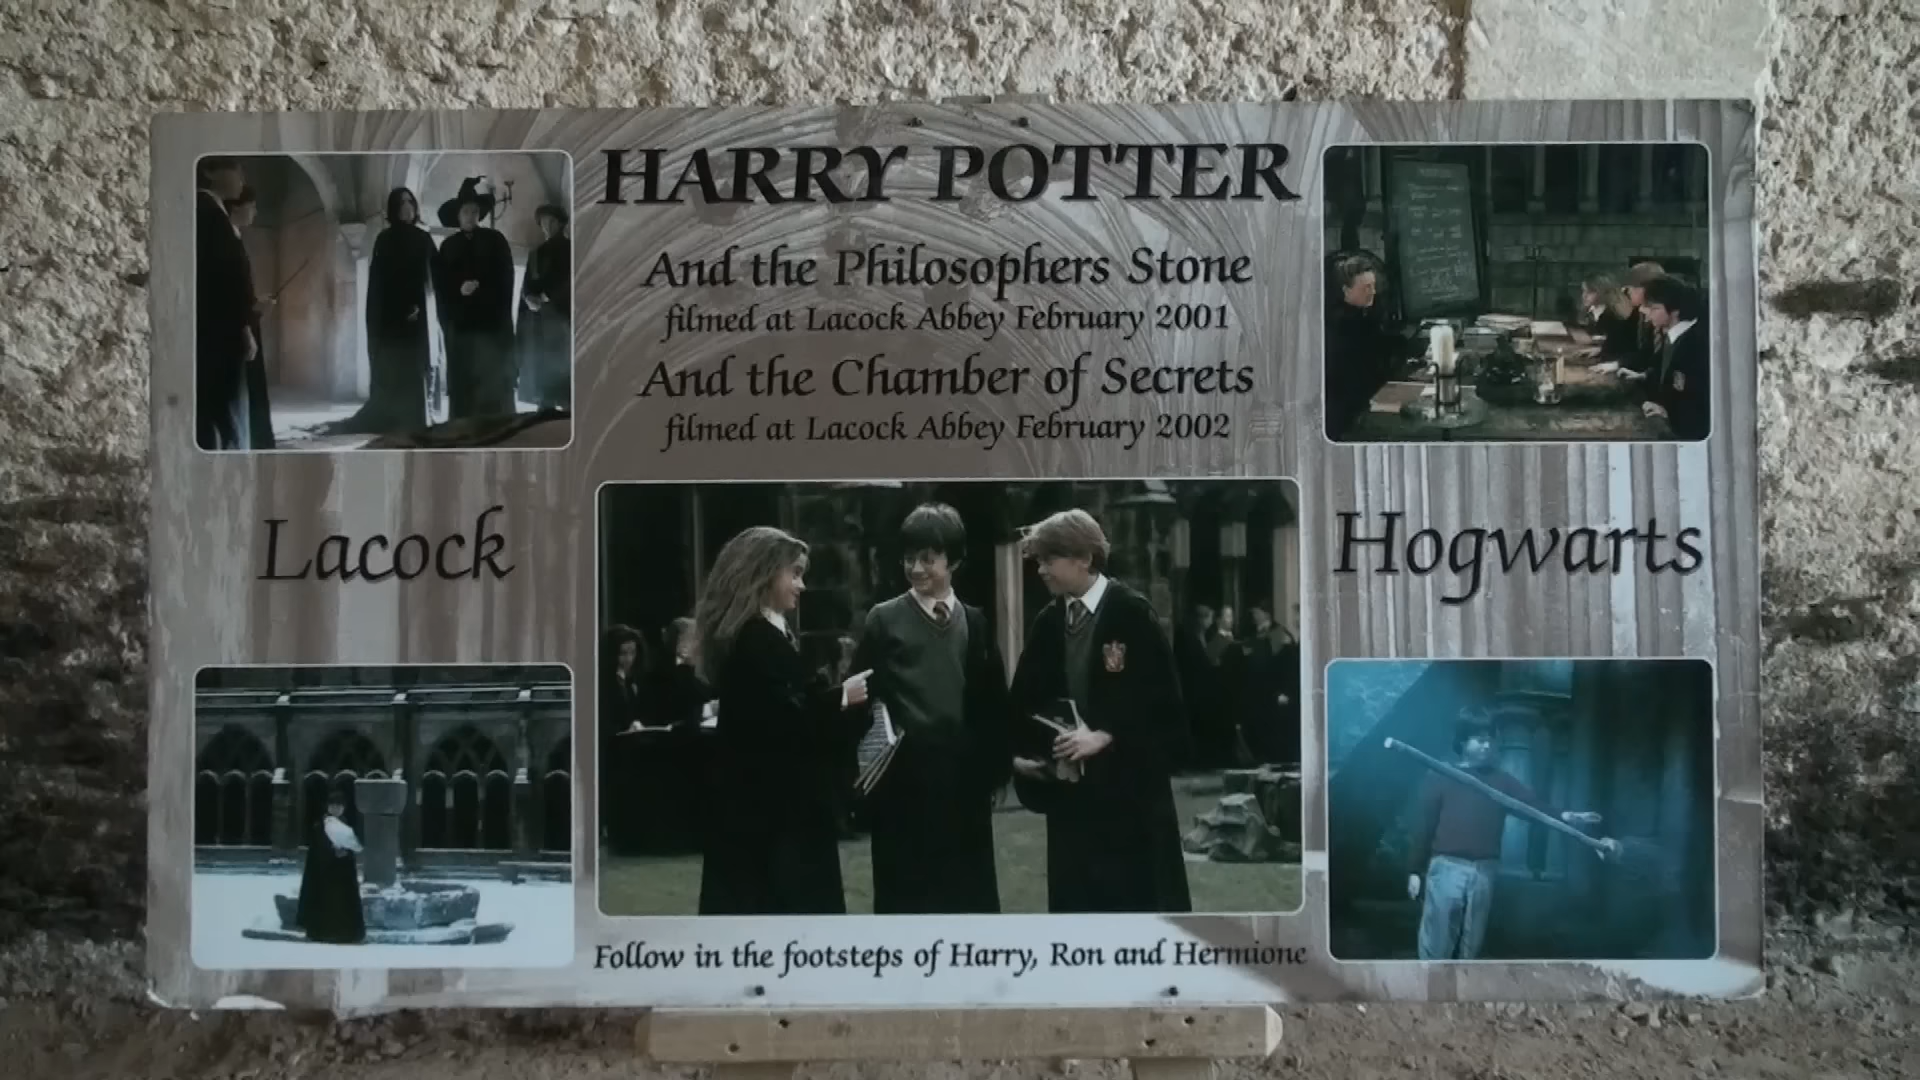 HARRY POTTER
And the Philosophers Stone
filmed at Lacock Abbey February 2001
And the Chamber of Secrets
filmed at Lacock Abbey February 2002
Lacock
Hogwarts
Follow in the footsteps of Harry, Ron and Hermione